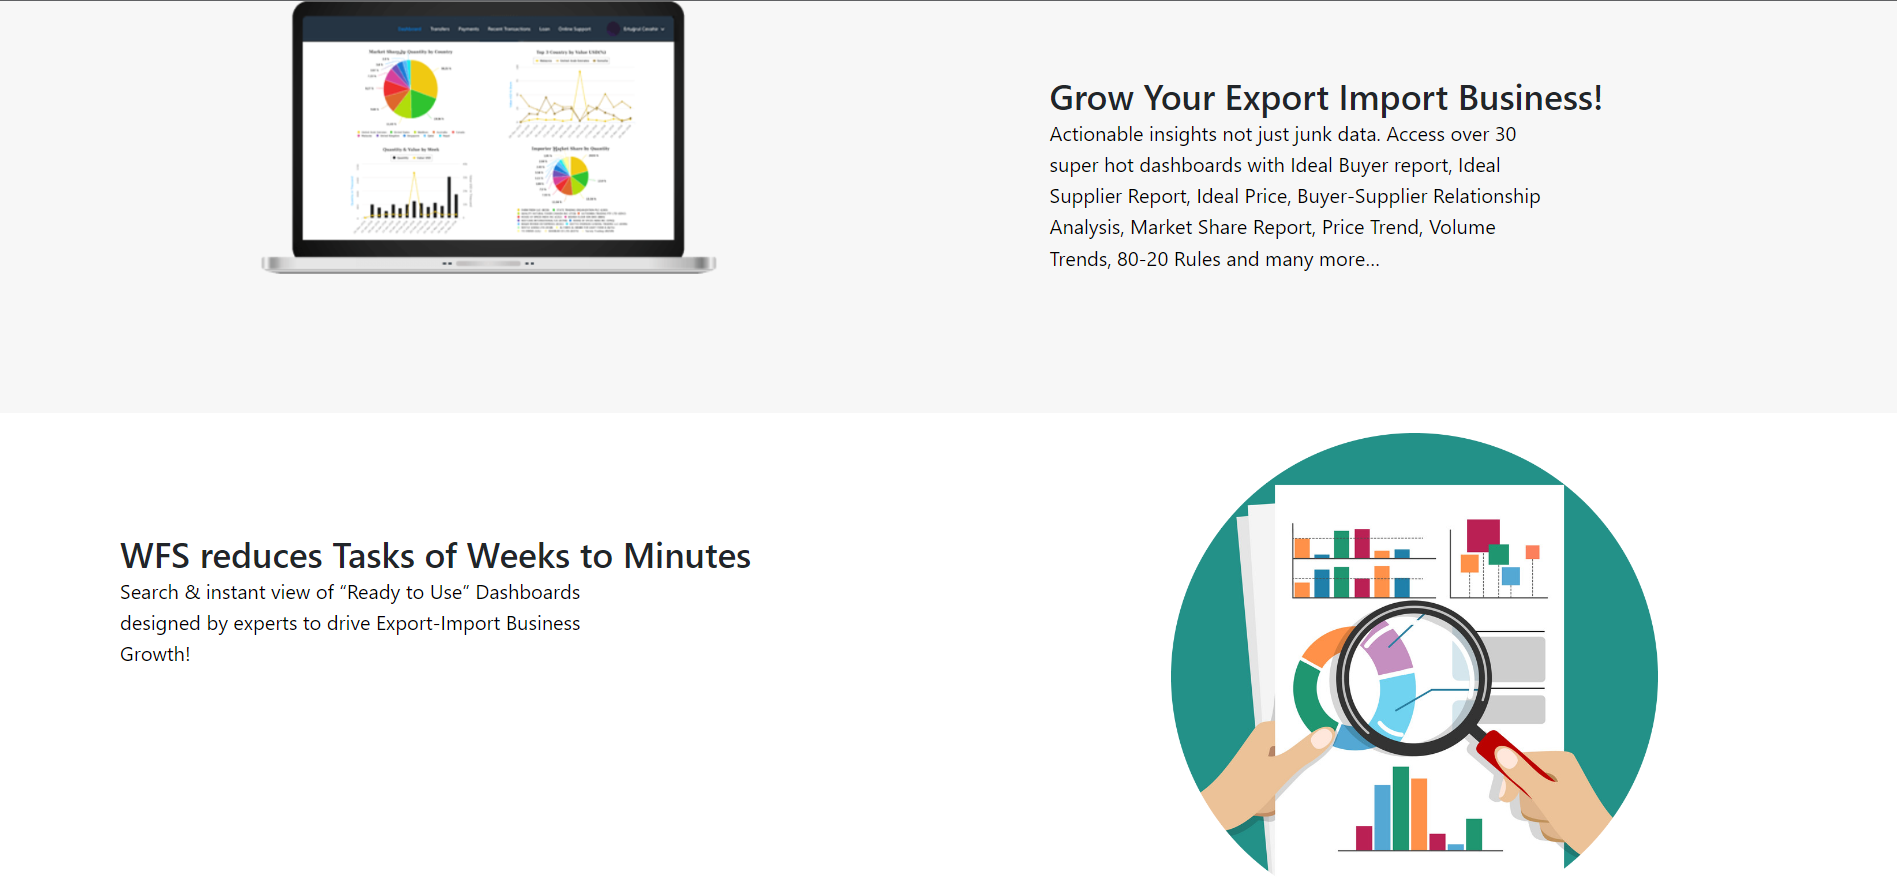 Dashboard Transfers Payments Recent Transactions Loan Online Support Ertugrul Cavahn
Market Share by Quantity by Country
Top 3 Country by Value USD(%)
Quantity & Value by Month
Importer Market Share by Quantity
Grow Your Export Import Business!
Actionable insights not just junk data. Access over 30
super hot dashboards with Ideal Buyer report, Ideal
Supplier Report, Ideal Price, Buyer-Supplier Relationship
Analysis, Market Share Report, Price Trend, Volume
Trends, 80-20 Rules and many more...
WFS reduces Tasks of Weeks to Minutes
Search & instant view of “Ready to Use” Dashboards
designed by experts to drive Export-Import Business
Growth!